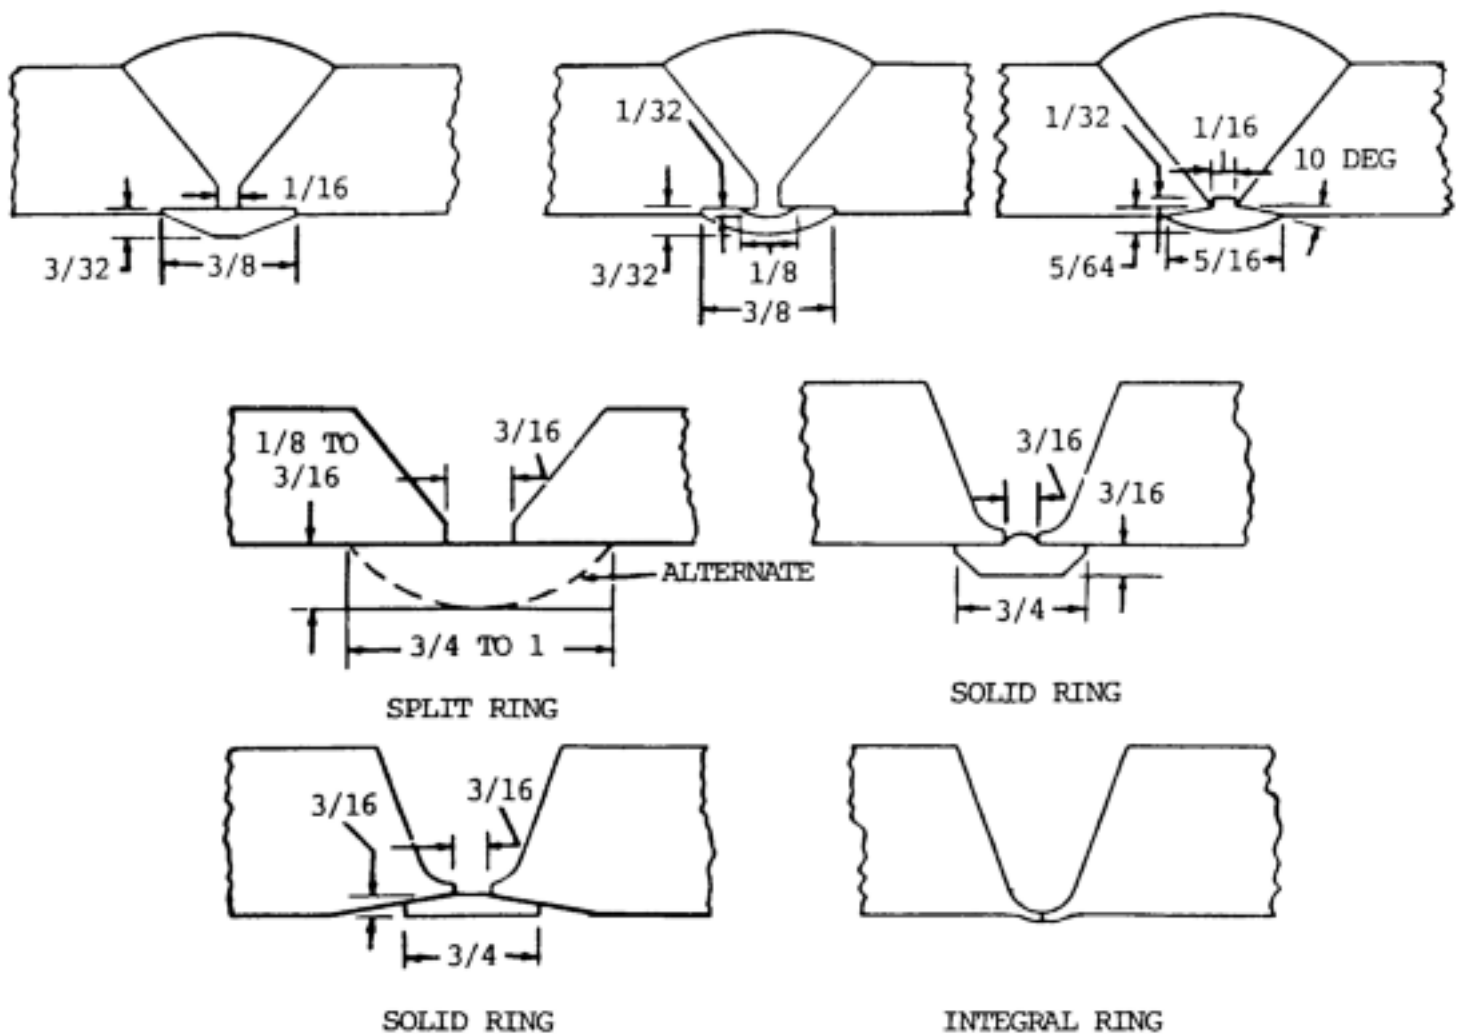 1/16
3/32
3/8
1/32
3/32
1/8
3/8
1/32
1/16
10 DEG
5/64
5/16
1/8 TO
3/16
3/16
ALTERNATE
3/4 TO 1
SPLIT RING
3/16
3/16
3/4
SOLID RING
3/16
3/16
3/4
SOLID RING
INTEGRAL RING